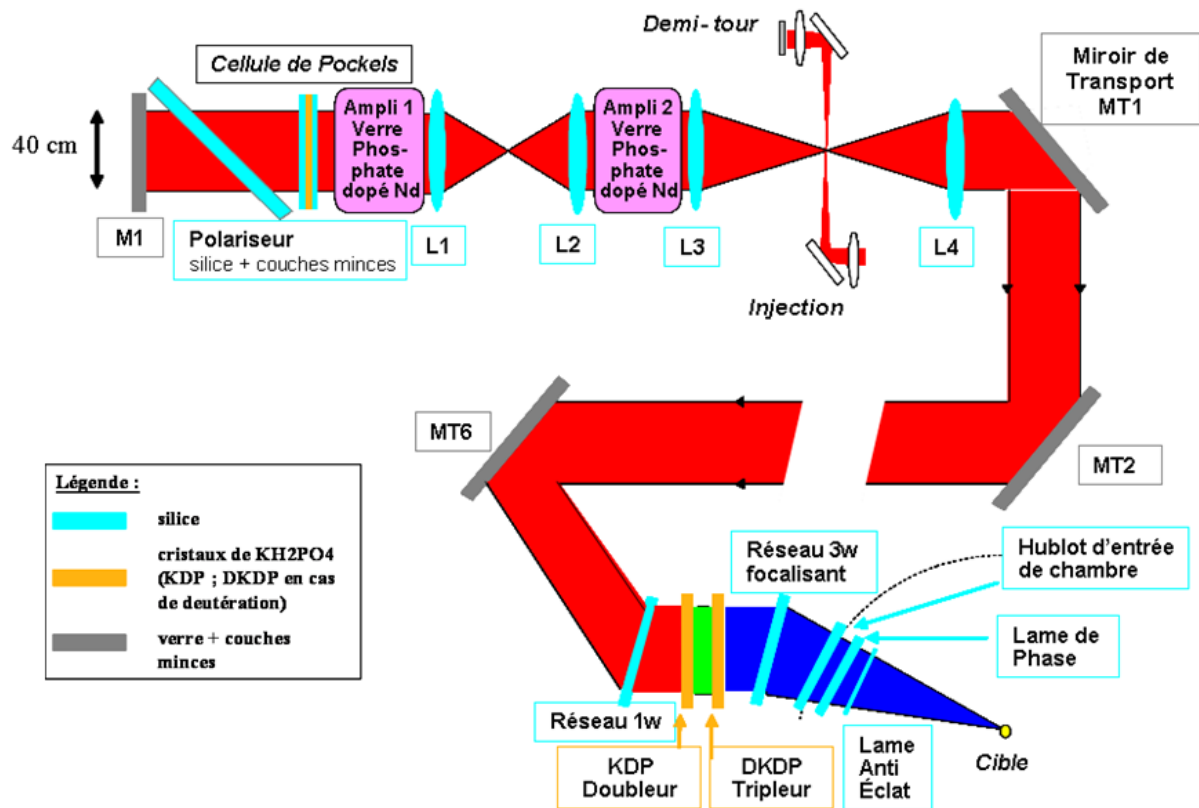 Demi- tour
Cellule de Pockels
Miroir de
Transport
MT1
40 cm
Ampli 1
Verre
Phos-
phate
dopé Nd
Ampli 2
Verre
Phos-
phate
dopé Nd
M1
Polariseur
silice + couches minces
L1
L2
L3
L4
Injection
MT6
MT2
Légende :
silice
cristaux de KH2PO4
(KDP ; DKDP en cas
de deutération)
verre + couches
minces
Réseau 3w
focalisant
Hublot d'entrée
de chambre
Lame de
Phase
Réseau 1w
KDP
Doubleur
DKDP
Tripleur
Lame
Anti
Éclat
Cible